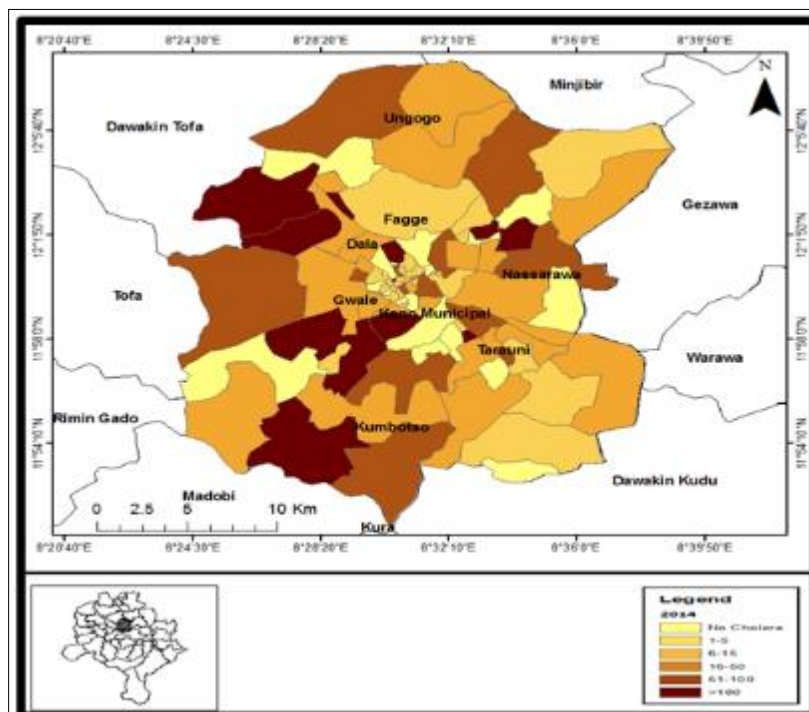 8°20'40"E 8°24'30"E 8°28'20"E 8°32'10"E 8°36'0"E 8°39'50"E
N
Minjibir
12°5'40"N 12°5'40"N
Ungogo
Dawakin Tofa
Gezawa
12°1'50"N 12°1'50"N
Fagge
Dala
Nassarawa
Tofa
Gwale
Kano Municipal
11°58'0"N 11°58'0"N
Tarauni
Warawa
Rimin Gado
Kumbotso
11°54'10"N 11°54'10"N
Dawakin Kudu
Madobi
0 2.5 5 10 Km
Kura
8°20'40"E 8°24'30"E 8°28'20"E 8°32'10"E 8°36'0"E 8°39'50"E
Legend
2014
No Cholera
1-5
6-15
16-50
51-100
>100